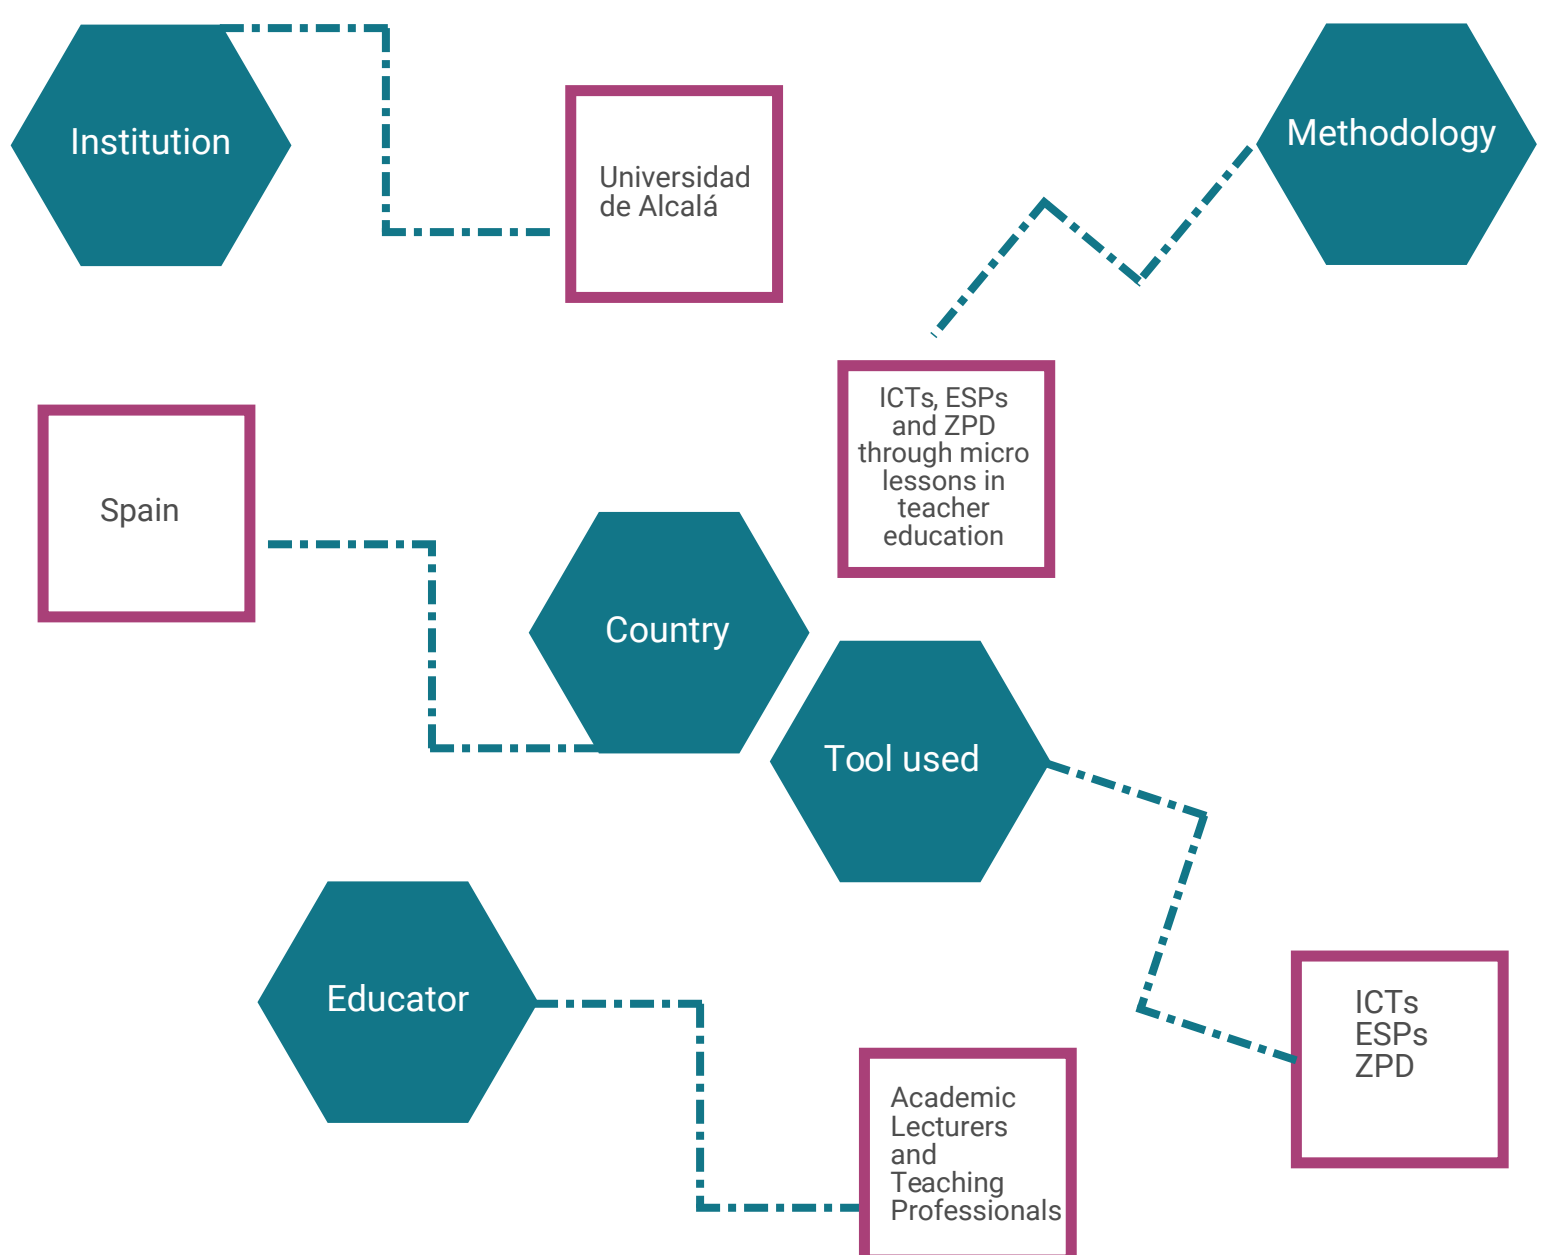 Institution
Universidad
de Alcalá
Methodology
ICTs, ESPs
and ZPD
through micro
lessons in
teacher
education
Spain
Country
Tool used
ICTs
ESPs
ZPD
Educator
Academic
Lecturers
and
Teaching
Professionals